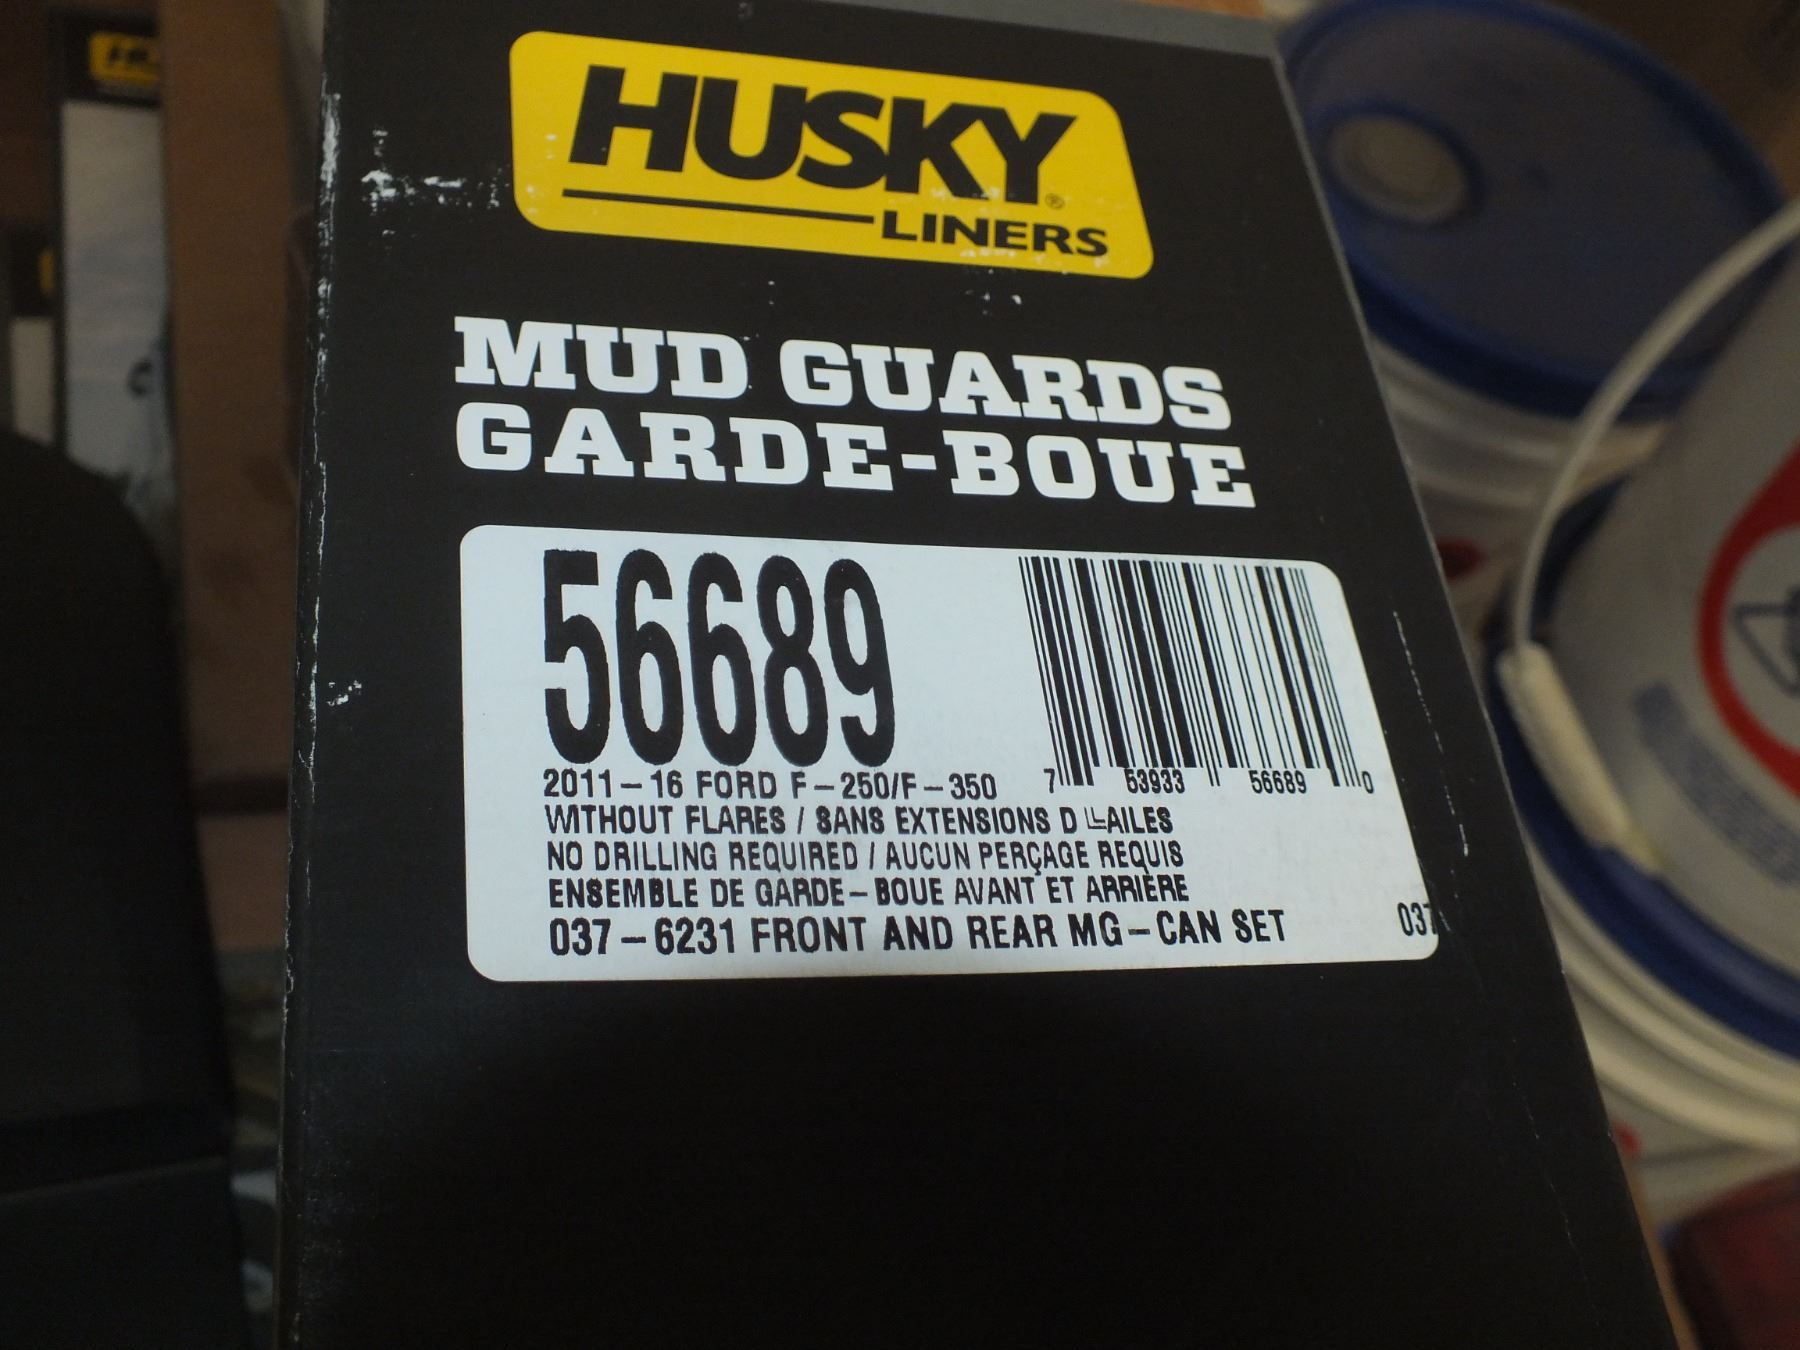 HUSKY®
LINERS
MUD GUARDS
GARDE-BOUE
56689
7 53933 56689 0
2011-16 FORD F-250/F-350
WITHOUT FLARES / SANS EXTENSIONS D╚AILES
NO DRILLING REQUIRED / AUCUN PERÇAGE REQUIS
ENSEMBLE DE GARDE-BOUE AVANT ET ARRIÈRE
037-6231 FRONT AND REAR MG-CAN SET
037